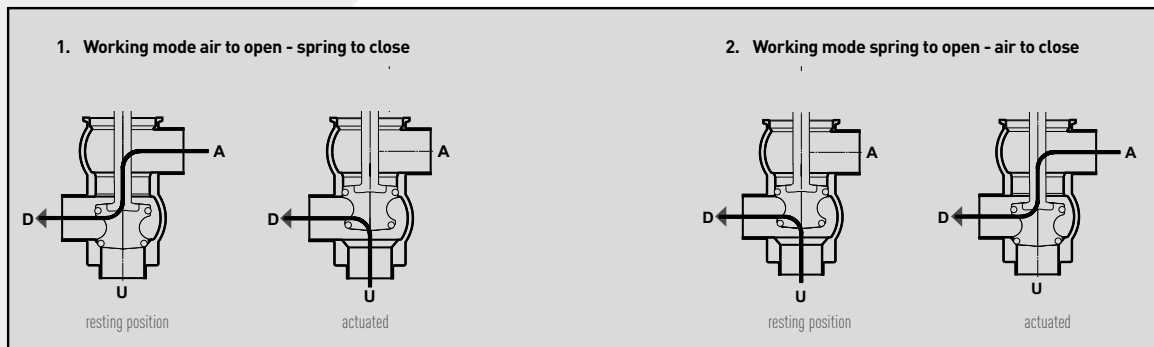 1. Working mode air to open - spring to close
A
D
U
resting position
A
D
U
actuated
2. Working mode spring to open - air to close
A
D
U
resting position
A
D
U
actuated